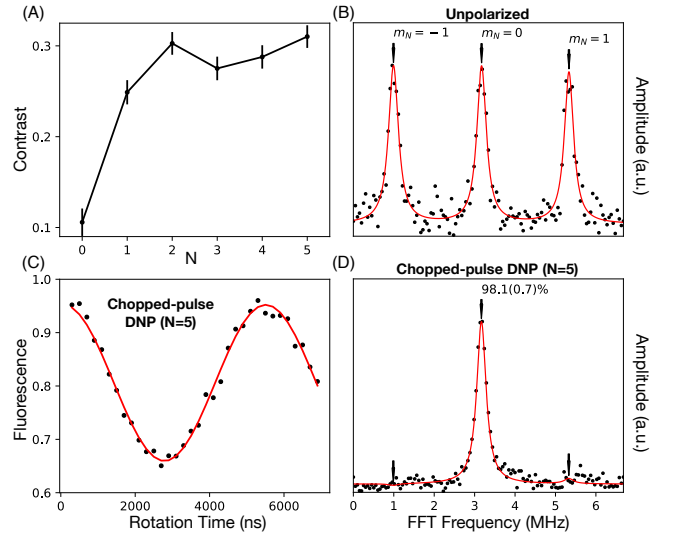 (A)
0.3
0.2
0.1
Contrast
0
1
2
3
4
5
N
(B)
Unpolarized
m_N = −1
m_N = 0
m_N = 1
Amplitude (a.u.)
(C)
1.0
0.9
0.8
0.7
0.6
Fluorescence
Chopped-pulse
DNP (N=5)
0
2000
4000
6000
Rotation Time (ns)
(D)
Chopped-pulse DNP (N=5)
98.1(0.7)%
Amplitude (a.u.)
0
1
2
3
4
5
6
FFT Frequency (MHz)